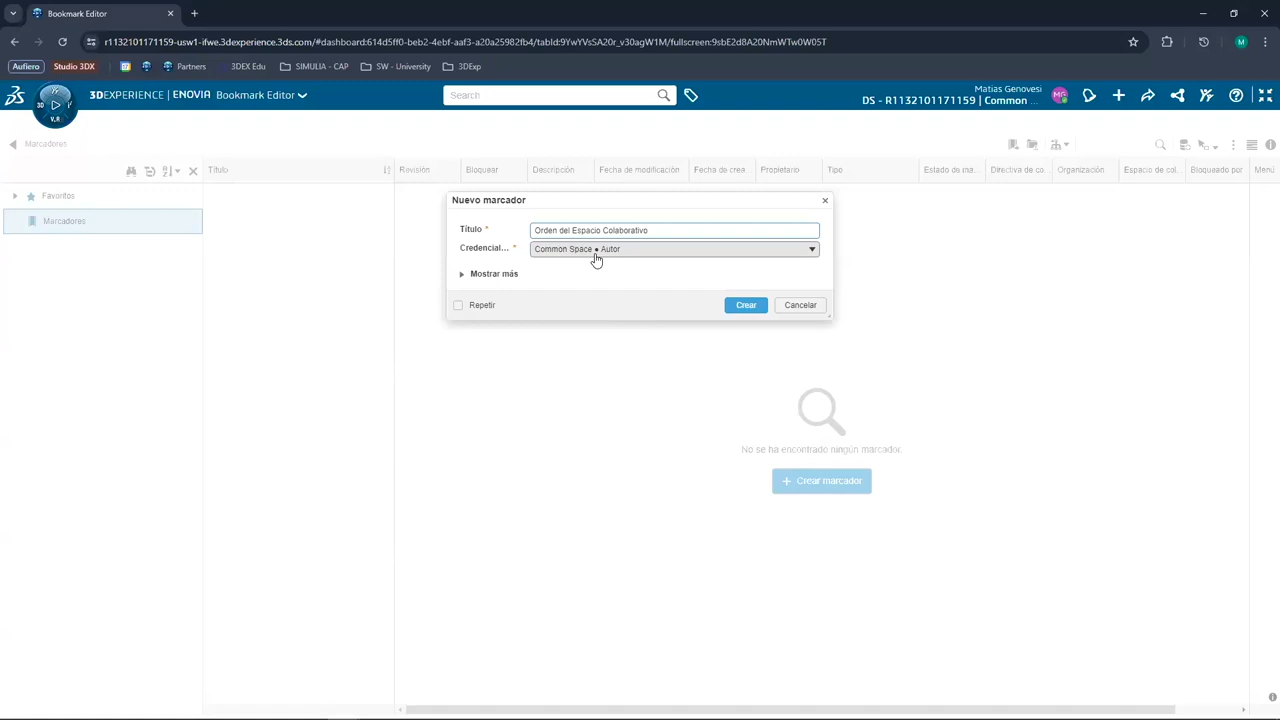 Bookmark Editor
r1132101171159-usw1-ifwe.3dexperience.3ds.com/#dashboard:614d5ff0-beb2-4ebf-aaf3-a20a25982fb4/tabId:9YwYVsSA20r_v30agW1M/fullscreen:9sbE2d8A20NmWTw0W05T
M
Aufiero
Studio 3DX
Partners
3DEX Edu
SIMULIA - CAP
SW - University
3DExp
3DEXPERIENCE | ENOVIA Bookmark Editor
Search
Matias Genovesi
DS - R1132101171159 | Common ...
MG
3D
V.R
Marcadores
Título
Revisión
Bloquear
Descripción
Fecha de modificación
Fecha de crea
Propietario
Tipo
Estado de ma...
Directiva de co...
Organización
Espacio de col...
Bloqueado por
Menú
Favoritos
Marcadores
Nuevo marcador
Título *
Orden del Espacio Colaborativo
Credencial... *
Common Space ● Autor
Mostrar más
Repetir
Crear
Cancelar
No se ha encontrado ningún marcador.
+ Crear marcador